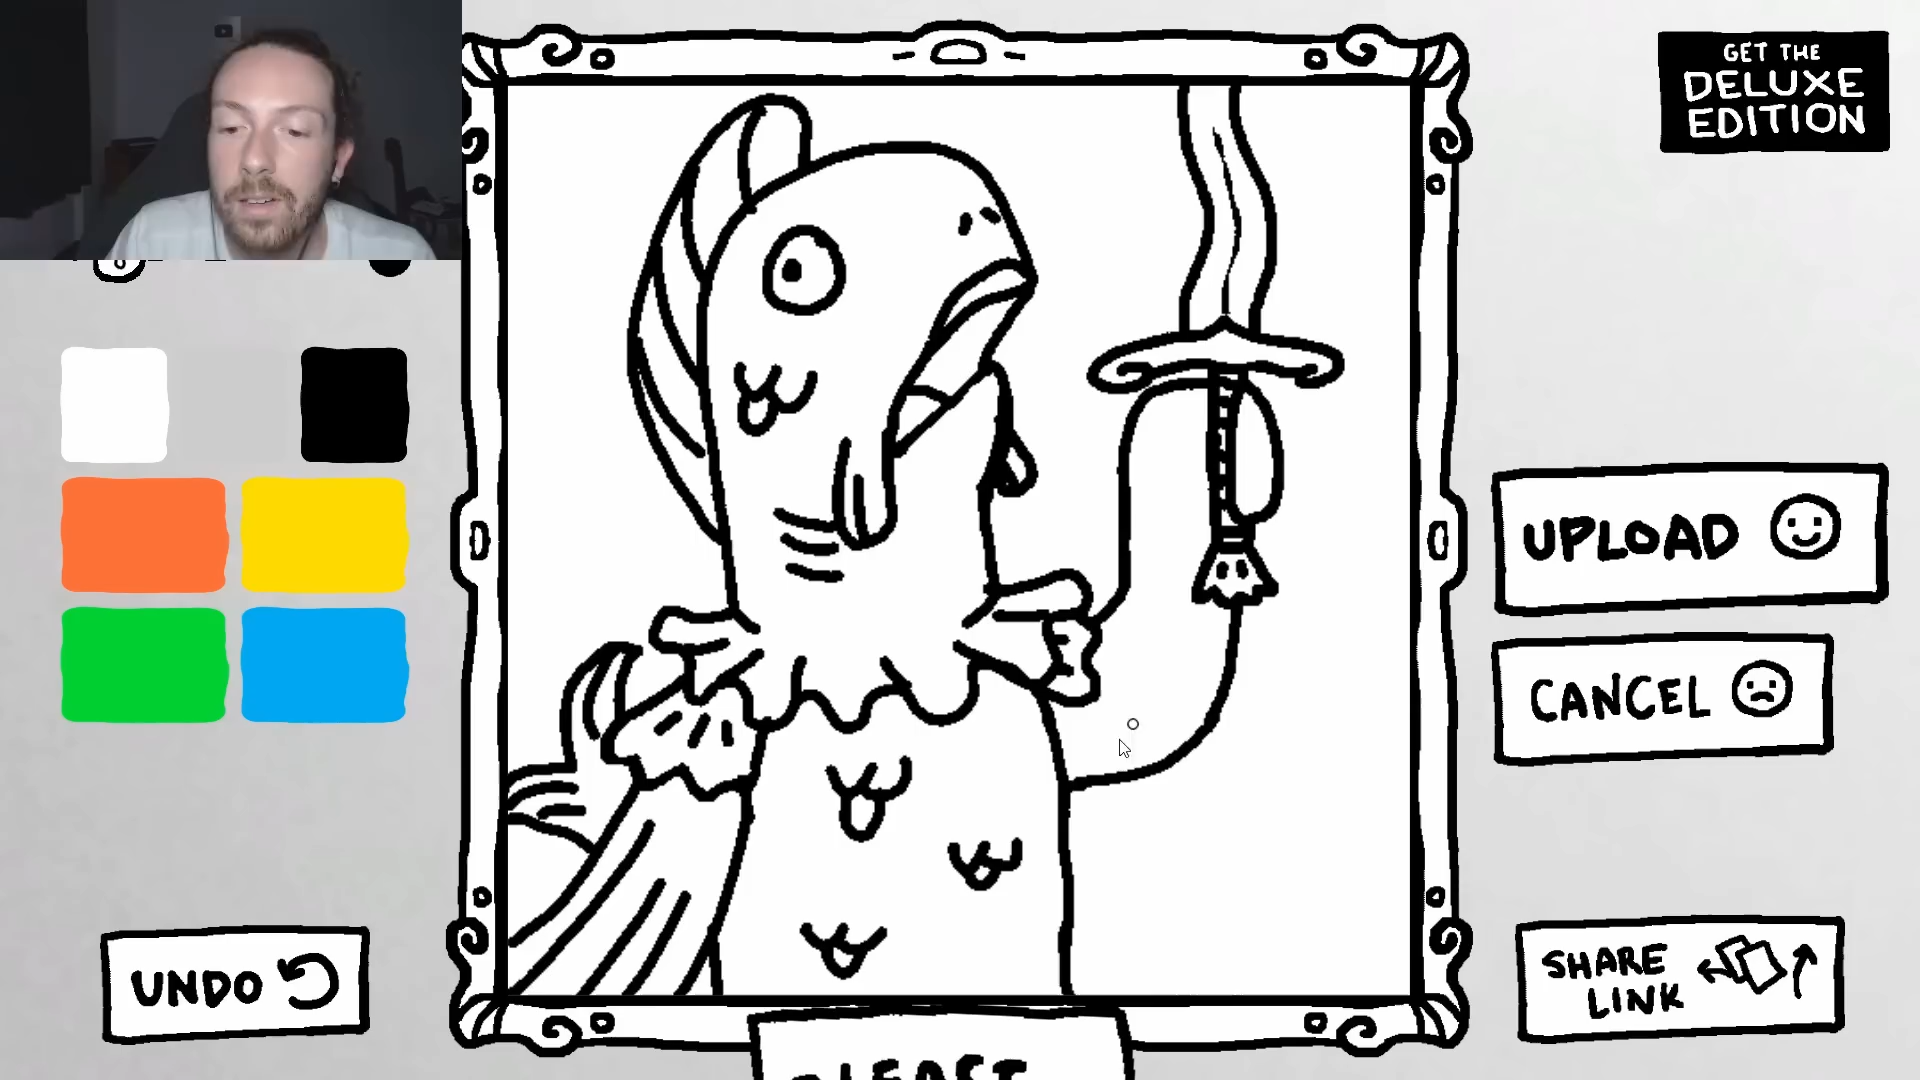 GET THE
DELUXE
EDITION
UPLOAD
CANCEL
UNDO
SHARE
LINK